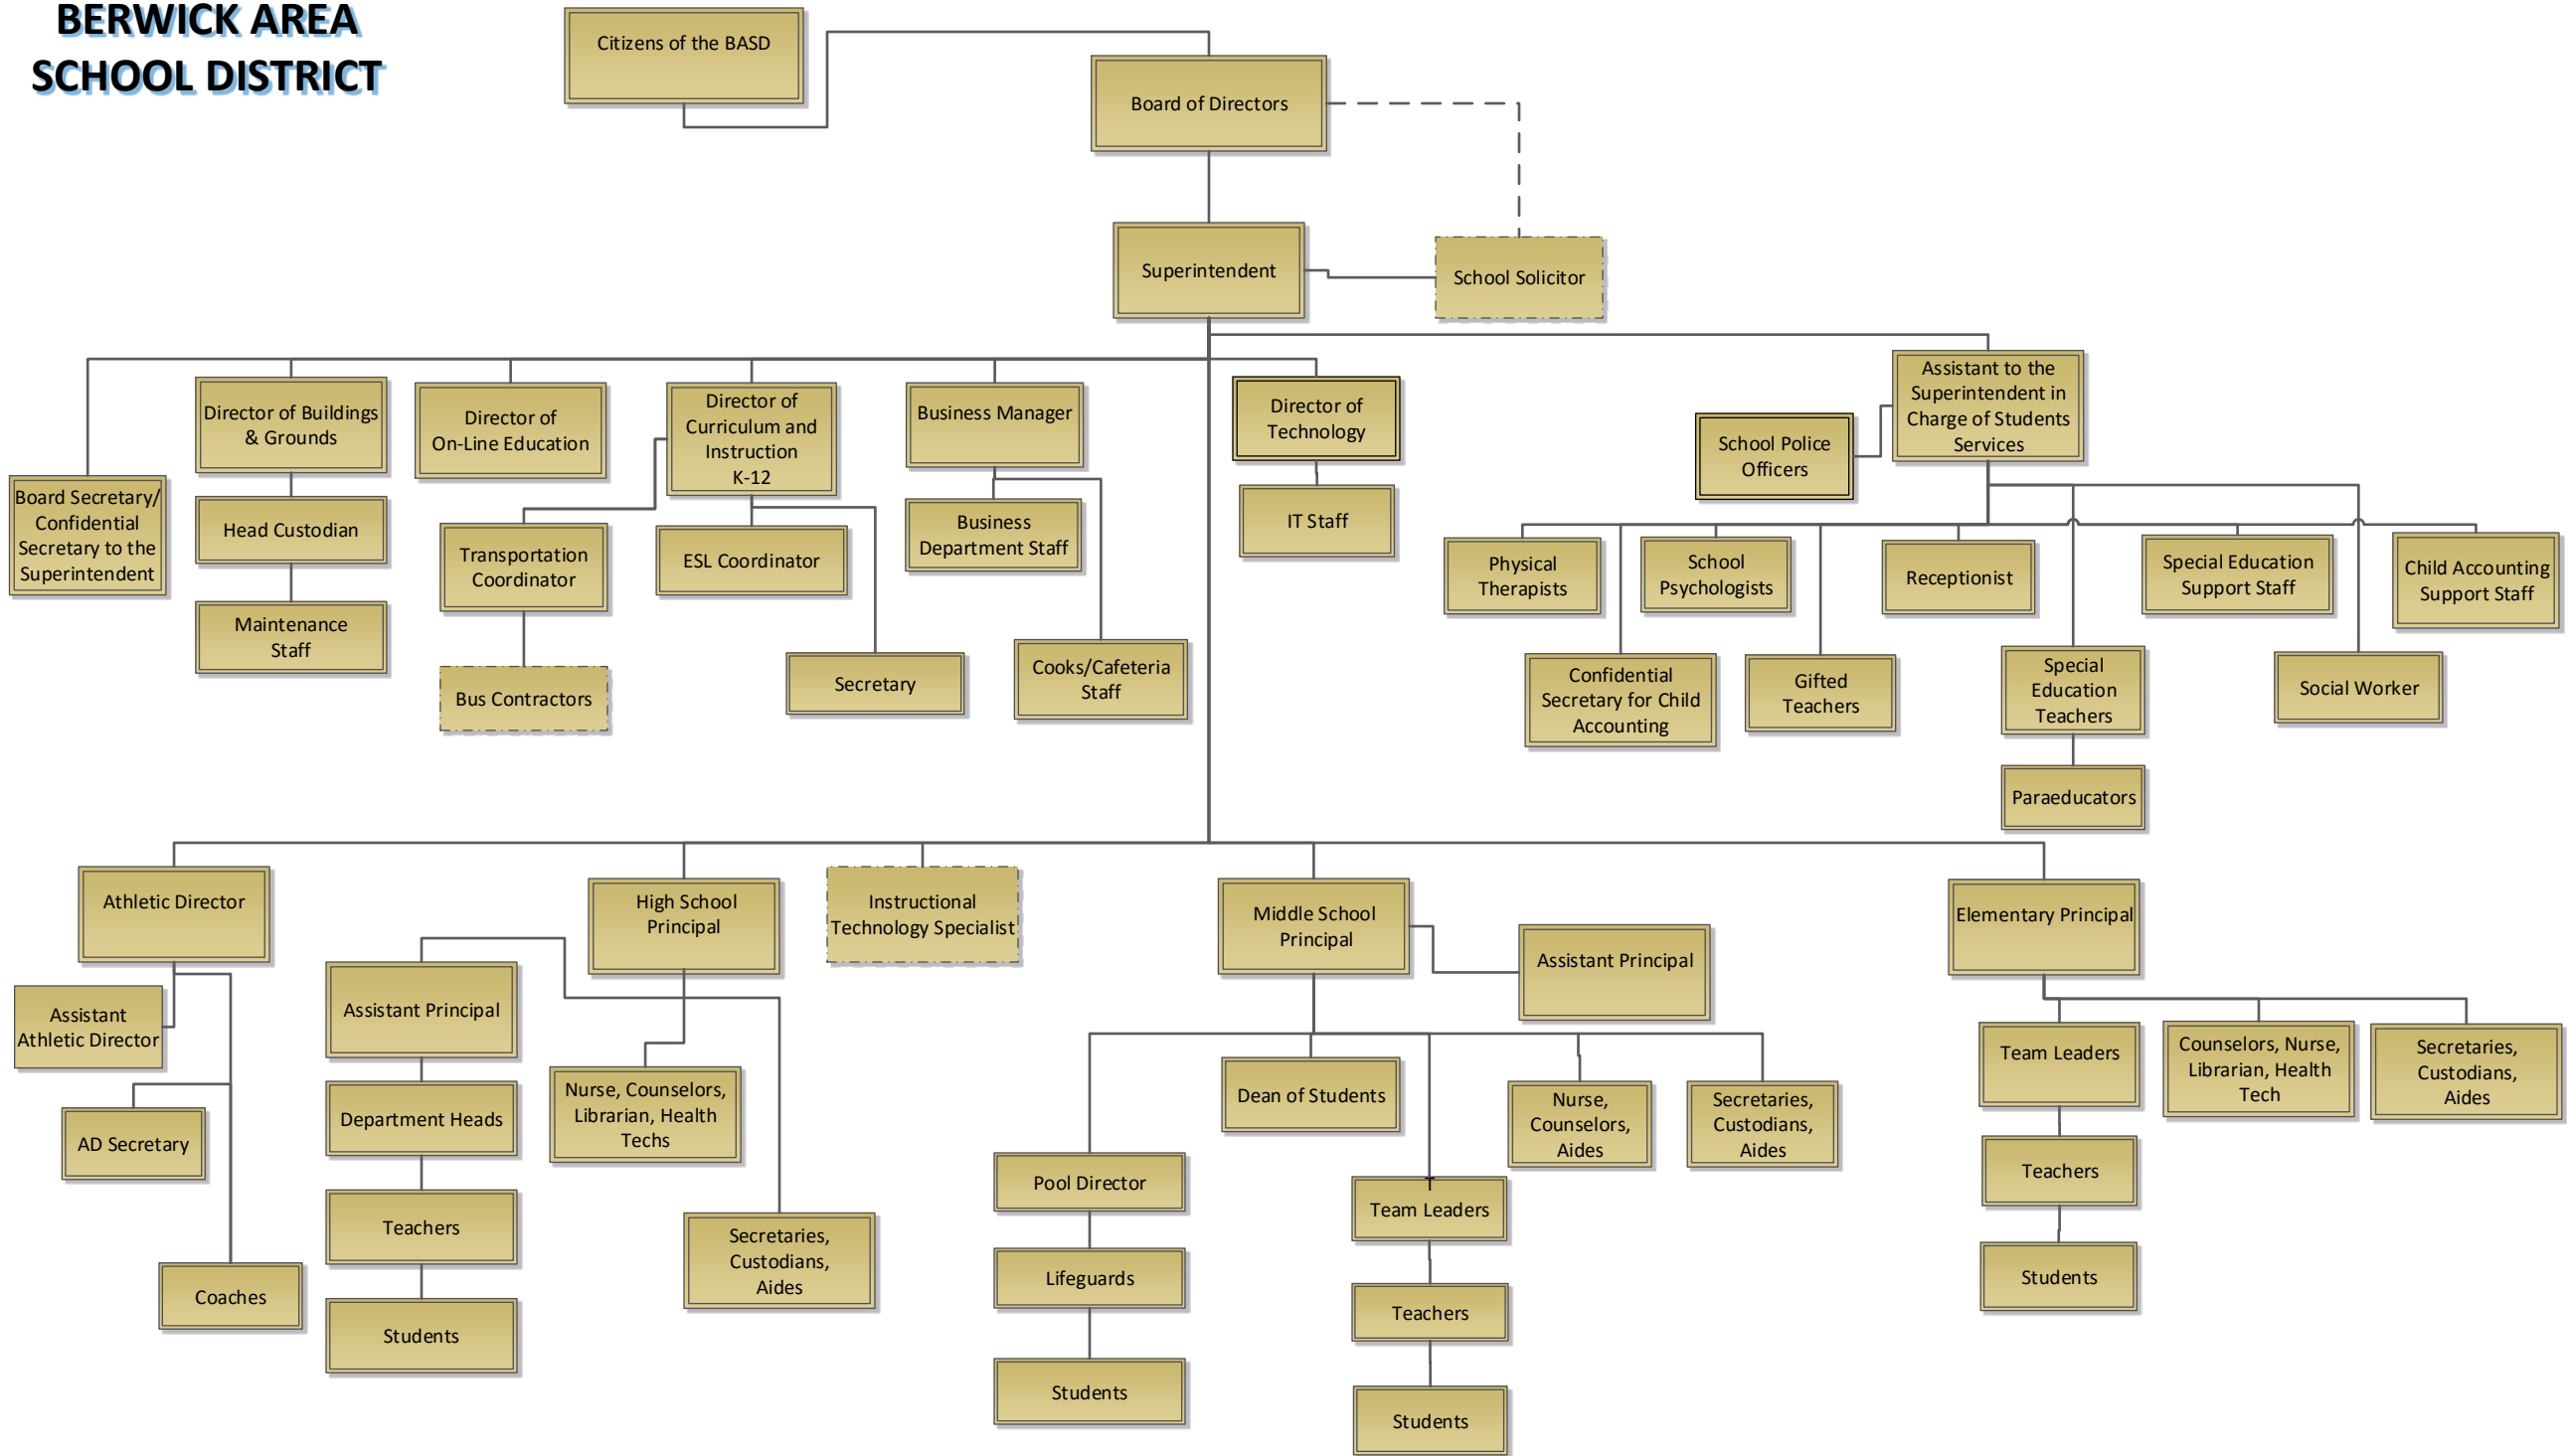 BERWICK AREA
SCHOOL DISTRICT
Citizens of the BASD
Board of Directors
Superintendent
School Solicitor
Director of Buildings
& Grounds
Director of
On-Line Education
Director of
Curriculum and
Instruction
K-12
Business Manager
Director of
Technology
Assistant to the
Superintendent in
Charge of Students
Services
School Police
Officers
Board Secretary/
Confidential
Secretary to the
Superintendent
Head Custodian
Maintenance
Staff
Transportation
Coordinator
Bus Contractors
ESL Coordinator
Secretary
Business
Department Staff
Cooks/Cafeteria
Staff
IT Staff
Physical
Therapists
School
Psychologists
Receptionist
Special Education
Support Staff
Child Accounting
Support Staff
Confidential
Secretary for Child
Accounting
Gifted
Teachers
Special
Education
Teachers
Social Worker
Paraeducators
Athletic Director
High School
Principal
Instructional
Technology Specialist
Middle School
Principal
Assistant Principal
Elementary Principal
Assistant
Athletic Director
AD Secretary
Coaches
Assistant Principal
Department Heads
Teachers
Students
Nurse, Counselors,
Librarian, Health
Techs
Secretaries,
Custodians,
Aides
Pool Director
Lifeguards
Students
Dean of Students
T
Team Leaders
Teachers
Students
Nurse,
Counselors,
Aides
Secretaries,
Custodians,
Aides
Team Leaders
Teachers
Students
Counselors, Nurse,
Librarian, Health
Tech
Secretaries,
Custodians,
Aides